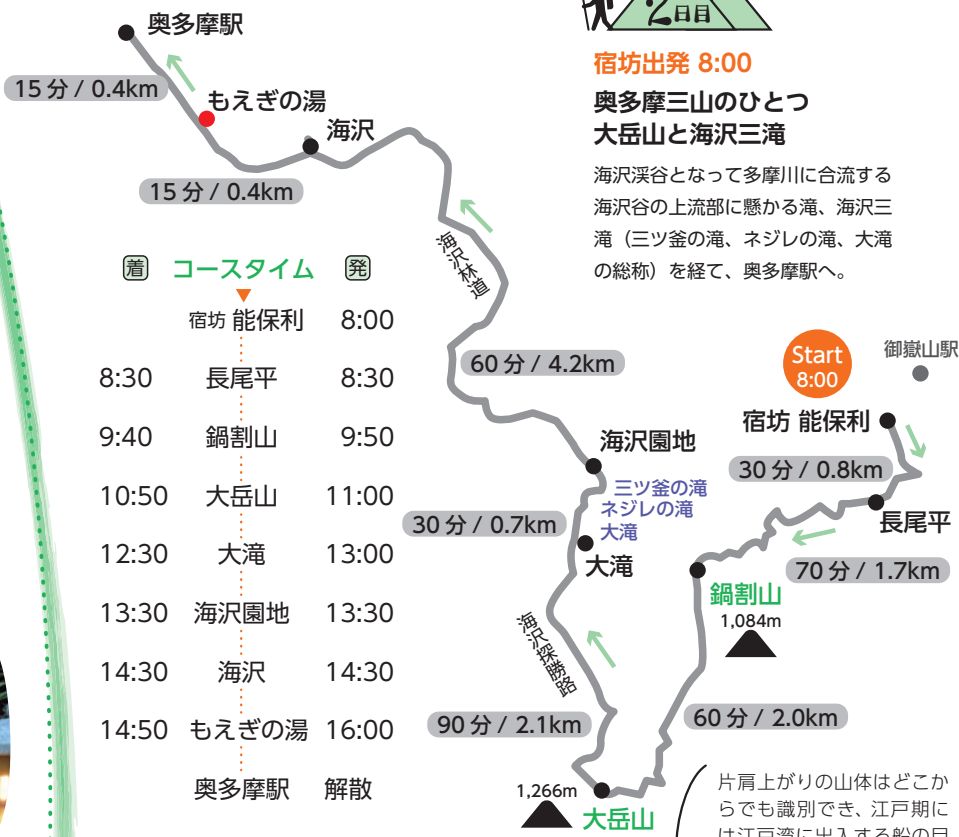 2日目
宿坊出発 8:00
奥多摩三山のひとつ
大岳山と海沢三滝
海沢渓谷となって多摩川に合流する
海沢谷の上流部に懸かる滝、海沢三
滝（三ツ釜の滝、ネジレの滝、大滝
の総称）を経て、奥多摩駅へ。
奥多摩駅
15 分 / 0.4km
もえぎの湯
海沢
15 分 / 0.4km
海沢林道
60 分 / 4.2km
海沢園地
三ツ釜の滝
ネジレの滝
大滝
30 分 / 0.7km
大滝
海沢探勝路
90 分 / 2.1km
1,266m
大岳山
60 分 / 2.0km
鍋割山
1,084m
70 分 / 1.7km
長尾平
30 分 / 0.8km
宿坊 能保利
Start
8:00
御嶽山駅
着 コースタイム 発
宿坊 能保利 8:00
8:30 長尾平 8:30
9:40 鍋割山 9:50
10:50 大岳山 11:00
12:30 大滝 13:00
13:30 海沢園地 13:30
14:30 海沢 14:30
14:50 もえぎの湯 16:00
奥多摩駅 解散
片肩上がりの山体はどこか
らでも識別でき、江戸期に
は江戸湾に出入する船の目